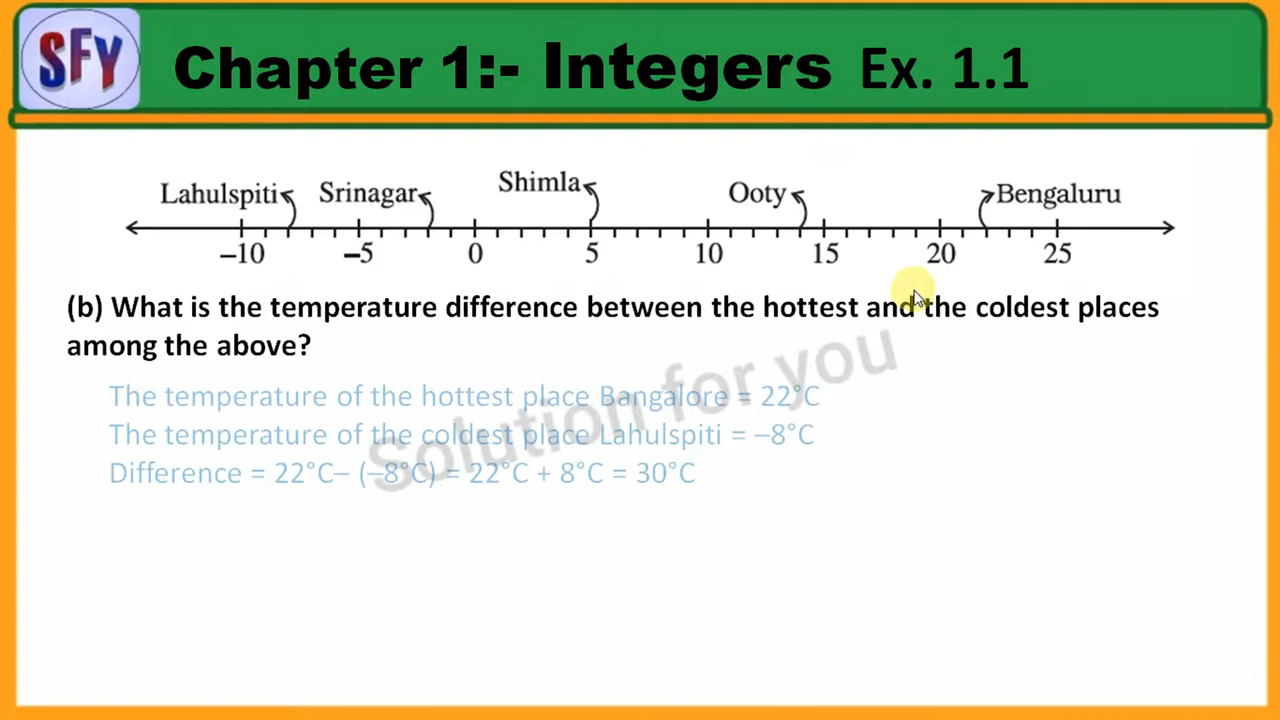 SFY
Chapter 1:- Integers Ex. 1.1
Lahulspiti Srinagar Shimla Ooty Bengaluru
–10 –5 0 5 10 15 20 25
(b) What is the temperature difference between the hottest and the coldest places
among the above?
The temperature of the hottest place Bangalore = 22°C
The temperature of the coldest place Lahulspiti = –8°C
Difference = 22°C– (–8°C) = 22°C + 8°C = 30°C
Solution for you